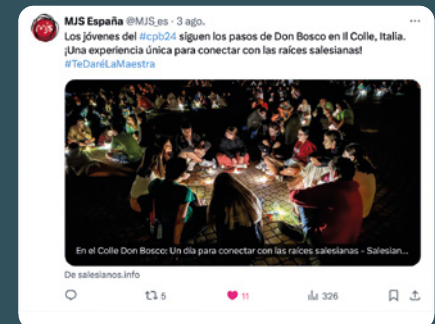 MJS España @MJS_es · 3 ago.
Los jóvenes del #cpb24 siguen los pasos de Don Bosco en Il Colle, Italia.
¡Una experiencia única para conectar con las raíces salesianas!
#TeDaréLaMaestra
En el Colle Don Bosco: Un día para conectar con las raíces salesianas - Salesian...
De salesianos.info
5 11 326